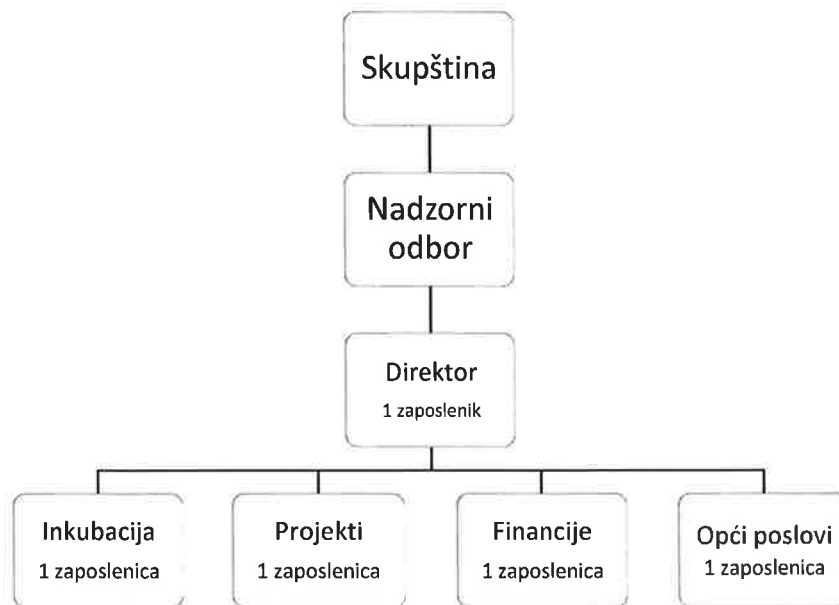 Skupština
Nadzorni
odbor
Direktor
1 zaposlenik
Inkubacija
1 zaposlenica
Projekti
1 zaposlenica
Financije
1 zaposlenica
Opći poslovi
1 zaposlenica